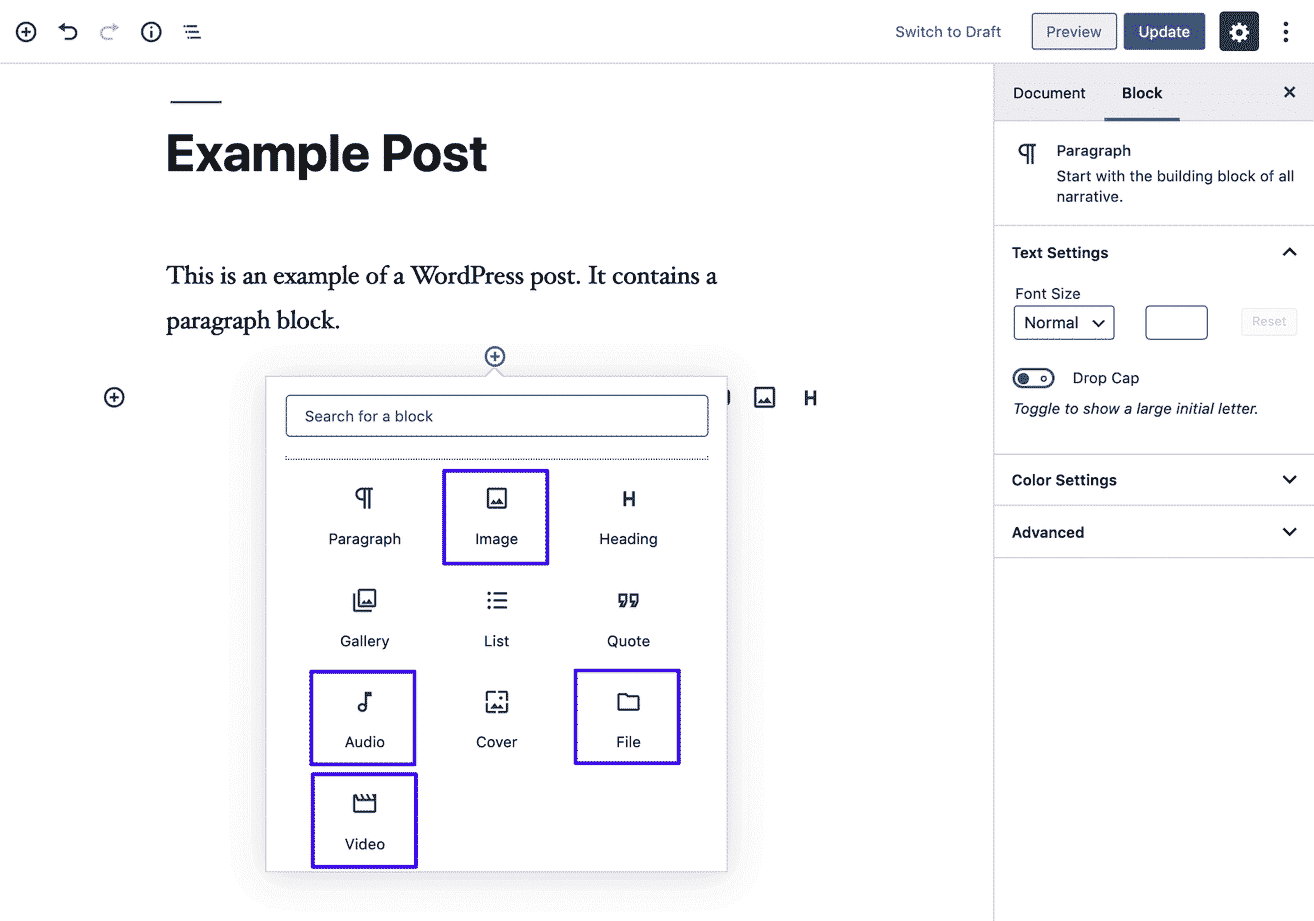 Switch to Draft
Preview
Update
Document
Block
Example Post
Paragraph
Start with the building block of all
narrative.
Text Settings
This is an example of a WordPress post. It contains a
paragraph block.
Font Size
Normal
Reset
Drop Cap
Toggle to show a large initial letter.
Search for a block
H
Color Settings
Advanced
H
Paragraph
Image
Heading
Gallery
List
Quote
Audio
Cover
File
Video